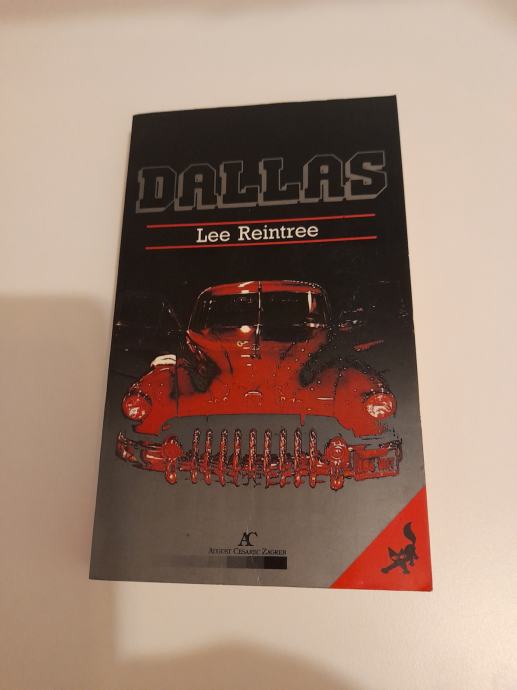 DALLAS
Lee Reintree
AC
AUGUST CESAREC ZAGREB